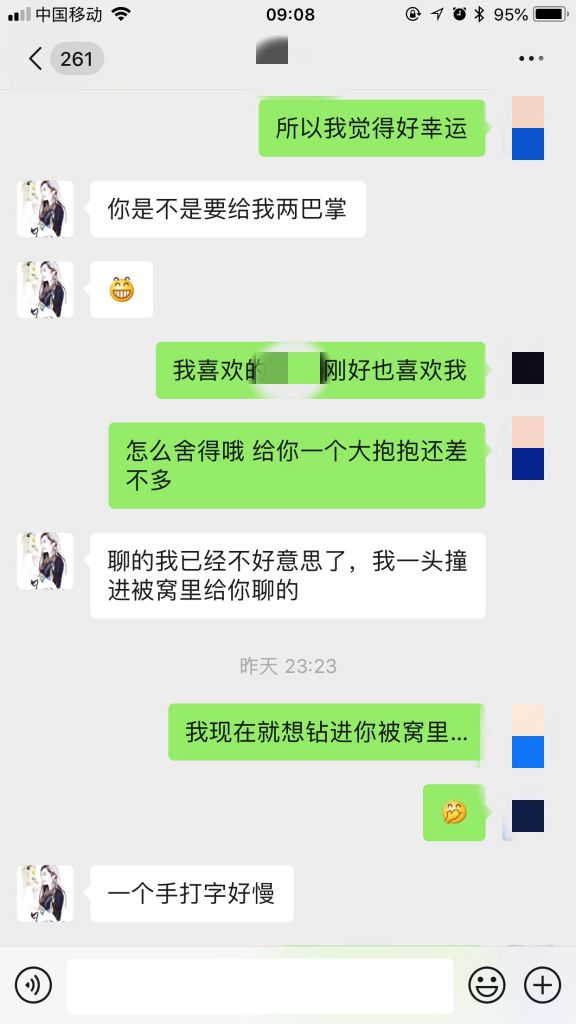 中国移动
09:08
95%
261
所以我觉得好幸运
你是不是要给我两巴掌
我喜欢的 刚好也喜欢我
怎么舍得哦 给你一个大抱抱还差
不多
聊的我已经不好意思了，我一头撞
进被窝里给你聊的
昨天 23:23
我现在就想钻进你被窝里...
一个手打字好慢